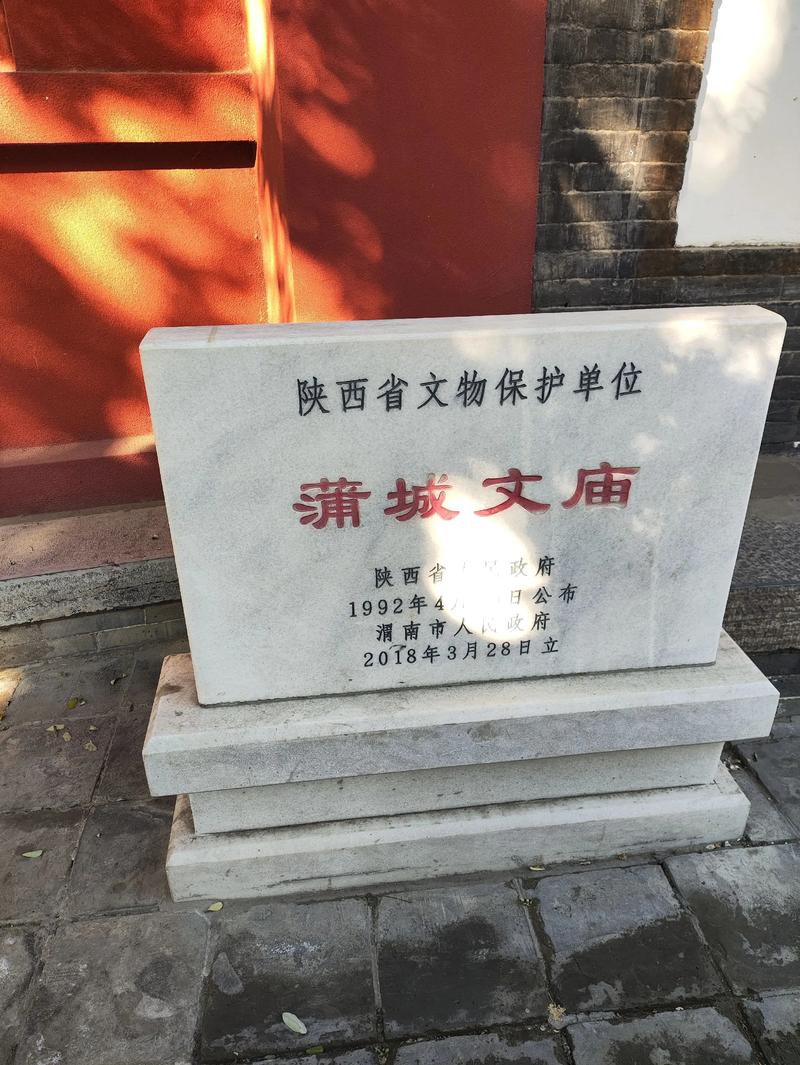 陕西省文物保护单位
蒲城文庙
陕西省人民政府
1992年4月日公布
渭南市人民政府
2018年3月28日立